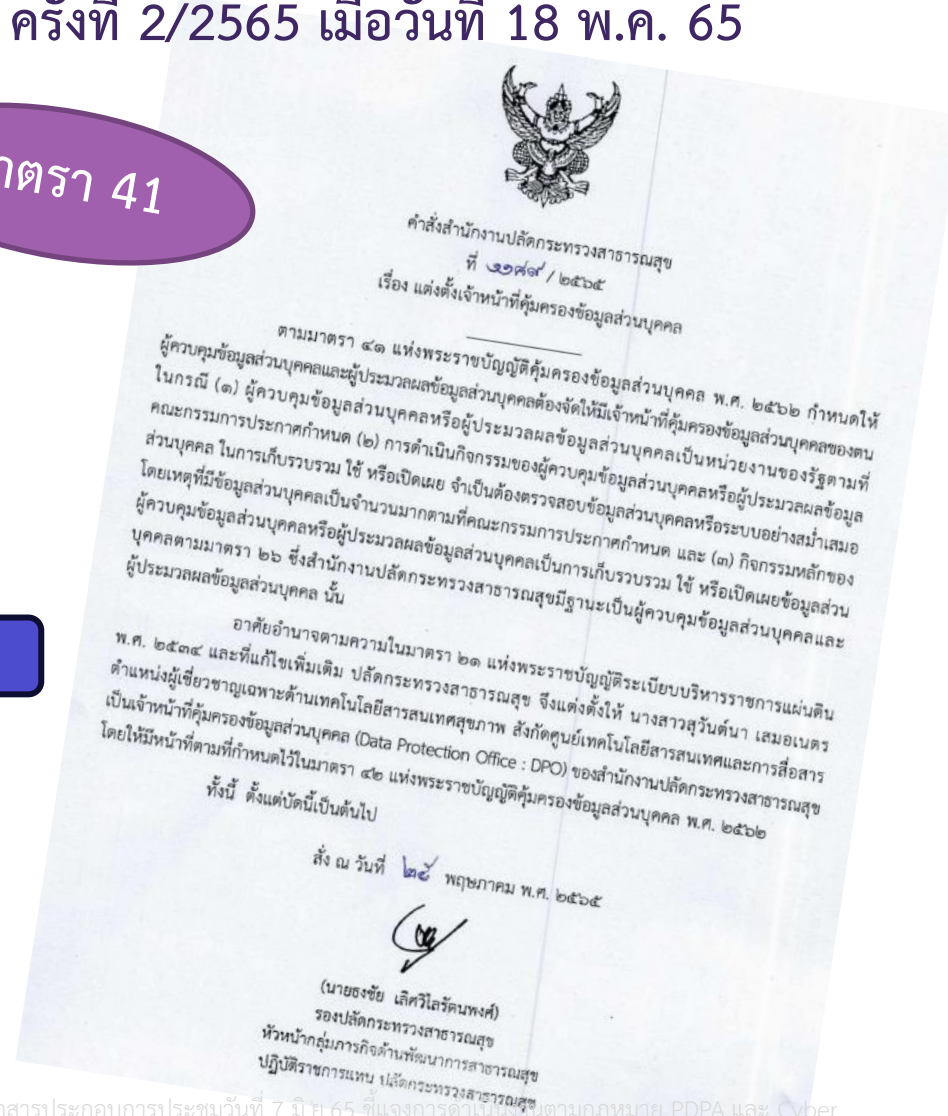 ครั้งที่ 2/2565 เมื่อวันที่ 18 พ.ค. 65
าตรา 41
คำสั่งสำนักงานปลัดกระทรวงสาธารณสุข
ที่ / ๒๕๖๕
เรื่อง แต่งตั้งเจ้าหน้าที่คุ้มครองข้อมูลส่วนบุคคล
ตามมาตรา ๔๑ แห่งพระราชบัญญัติคุ้มครองข้อมูลส่วนบุคคล พ.ศ. ๒๕๖๒ กำหนดให้
ผู้ควบคุมข้อมูลส่วนบุคคลและผู้ประมวลผลข้อมูลส่วนบุคคลต้องจัดให้มีเจ้าหน้าที่คุ้มครองข้อมูลส่วนบุคคลของตน
ในกรณี (๑) ผู้ควบคุมข้อมูลส่วนบุคคลหรือผู้ประมวลผลข้อมูลส่วนบุคคลเป็นหน่วยงานของรัฐตามที่
คณะกรรมการประกาศกำหนด (๒) การดำเนินกิจกรรมของผู้ควบคุมข้อมูลส่วนบุคคลหรือผู้ประมวลผลข้อมูล
ส่วนบุคคล ในการเก็บรวบรวม ใช้ หรือเปิดเผย จำเป็นต้องตรวจสอบข้อมูลส่วนบุคคลหรือระบบอย่างสม่ำเสมอ
โดยเหตุที่มีข้อมูลส่วนบุคคลเป็นจำนวนมากตามที่คณะกรรมการประกาศกำหนด และ (๓) กิจกรรมหลักของ
ผู้ควบคุมข้อมูลส่วนบุคคลหรือผู้ประมวลผลข้อมูลส่วนบุคคลเป็นการเก็บรวบรวม ใช้ หรือเปิดเผยข้อมูลส่วน
บุคคลตามมาตรา ๒๖ ซึ่งสำนักงานปลัดกระทรวงสาธารณสุขมีฐานะเป็นผู้ควบคุมข้อมูลส่วนบุคคลและ
ผู้ประมวลผลข้อมูลส่วนบุคคล นั้น
อาศัยอำนาจตามความในมาตรา ๒๑ แห่งพระราชบัญญัติระเบียบบริหารราชการแผ่นดิน
พ.ศ. ๒๕๓๔ และที่แก้ไขเพิ่มเติม ปลัดกระทรวงสาธารณสุข จึงแต่งตั้งให้ นางสาวสุวันต์นา เสมอเนตร
ตำแหน่งผู้เชี่ยวชาญเฉพาะด้านเทคโนโลยีสารสนเทศสุขภาพ สังกัดศูนย์เทคโนโลยีสารสนเทศและการสื่อสาร
เป็นเจ้าหน้าที่คุ้มครองข้อมูลส่วนบุคคล (Data Protection Office : DPO) ของสำนักงานปลัดกระทรวงสาธารณสุข
โดยให้มีหน้าที่ตามที่กำหนดไว้ในมาตรา ๔๒ แห่งพระราชบัญญัติคุ้มครองข้อมูลส่วนบุคคล พ.ศ. ๒๕๖๒
ทั้งนี้ ตั้งแต่บัดนี้เป็นต้นไป
สั่ง ณ วันที่ ๒๕ พฤษภาคม พ.ศ. ๒๕๖๕
(นายธงชัย เลิศวิไลรัตนพงศ์)
รองปลัดกระทรวงสาธารณสุข
หัวหน้ากลุ่มภารกิจด้านพัฒนาการสาธารณสุข
ปฏิบัติราชการแทน ปลัดกระทรวงสาธารณสุข
กสารประกอบการประชุมวันที่ 7 มิ.ย.65 ชี้แจงการดำเนินงานตามกฎหมาย PDPA และ Cyber